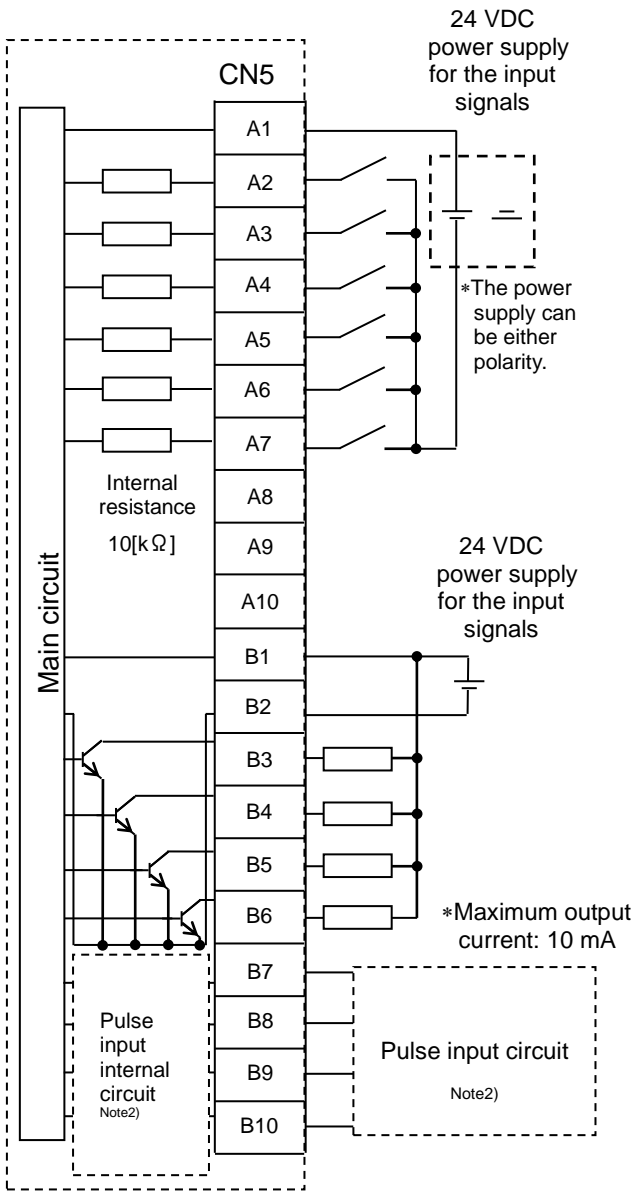 24 VDC
power supply
for the input
signals
CN5
A1
A2
A3
A4
A5
A6
A7
A8
A9
A10
B1
B2
B3
B4
B5
B6
B7
B8
B9
B10
*The power
supply can
be either
polarity.
Internal
resistance
10[kΩ]
Main circuit
24 VDC
power supply
for the input
signals
*Maximum output
current: 10 mA
Pulse
input
internal
circuit
Note2)
Pulse input circuit
Note2)